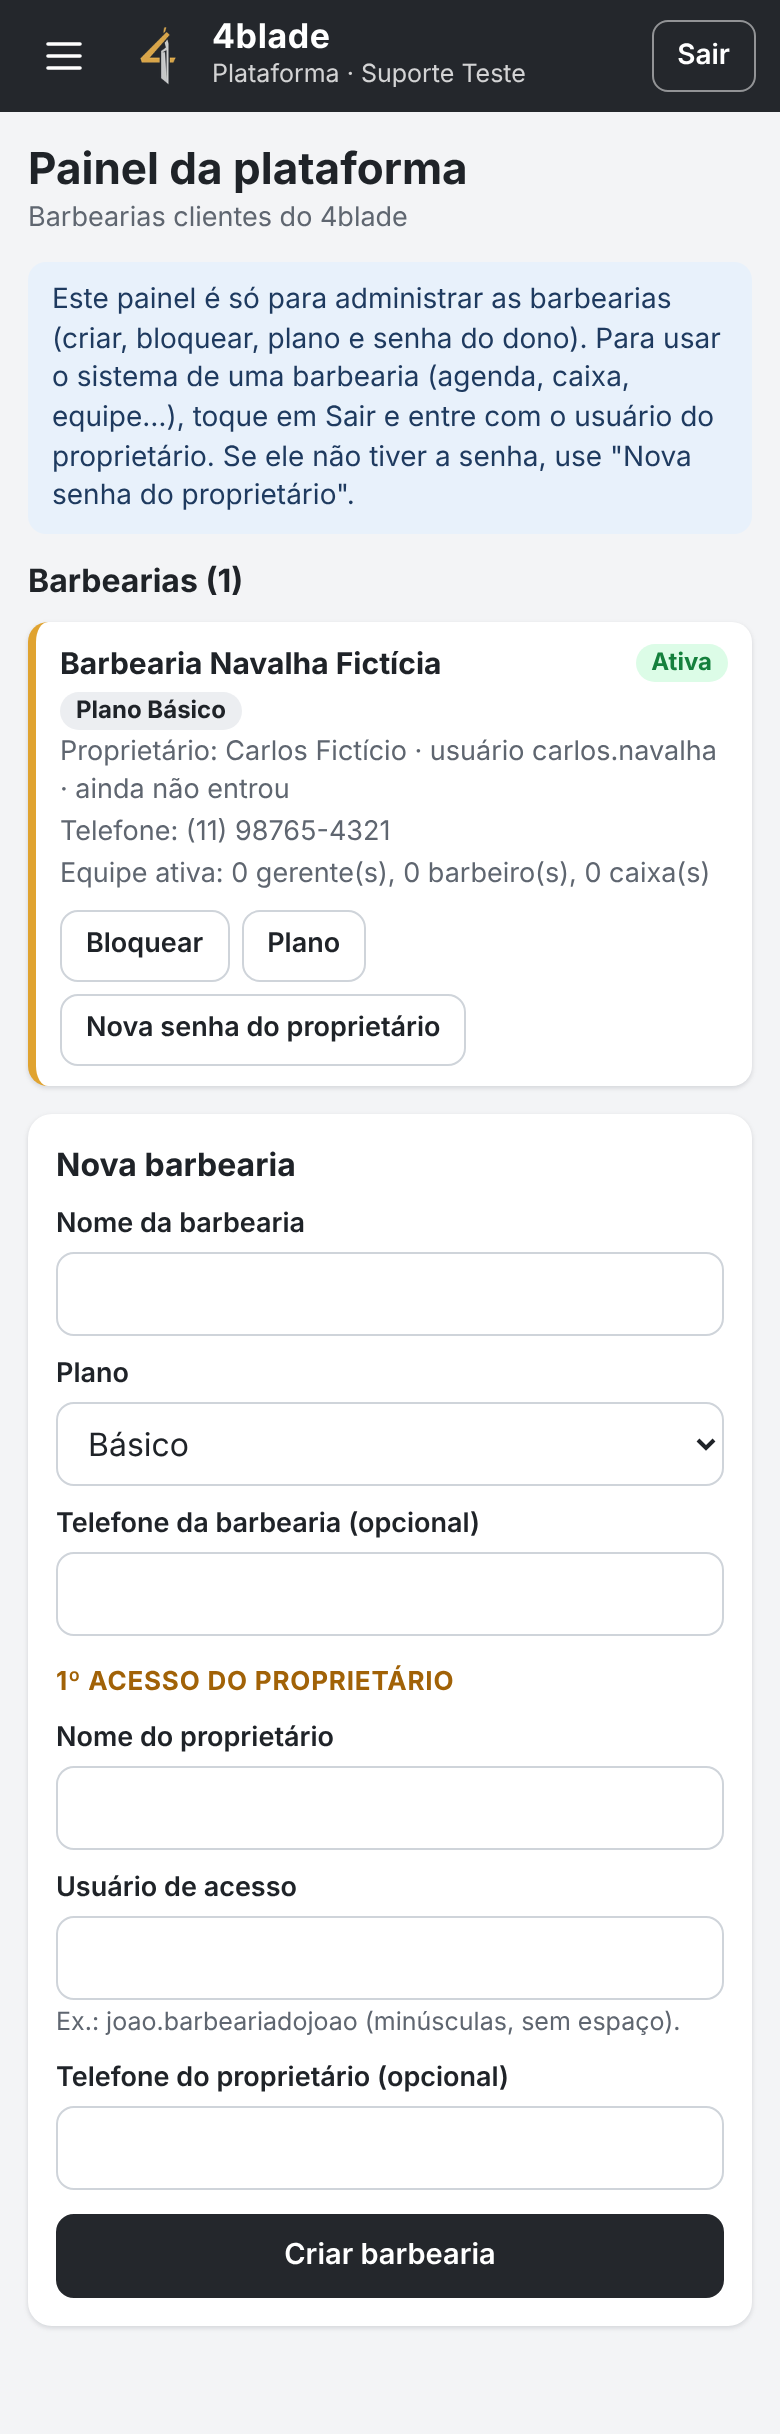 4blade
Plataforma · Suporte Teste
Sair
Painel da plataforma
Barbearias clientes do 4blade
Este painel é só para administrar as barbearias
(criar, bloquear, plano e senha do dono). Para usar
o sistema de uma barbearia (agenda, caixa,
equipe...), toque em Sair e entre com o usuário do
proprietário. Se ele não tiver a senha, use "Nova
senha do proprietário".
Barbearias (1)
Barbearia Navalha Fictícia
Ativa
Plano Básico
Proprietário: Carlos Fictício · usuário carlos.navalha
· ainda não entrou
Telefone: (11) 98765-4321
Equipe ativa: 0 gerente(s), 0 barbeiro(s), 0 caixa(s)
Bloquear
Plano
Nova senha do proprietário
Nova barbearia
Nome da barbearia
Plano
Básico
Telefone da barbearia (opcional)
1º ACESSO DO PROPRIETÁRIO
Nome do proprietário
Usuário de acesso
Ex.: joao.barbeariadojoao (minúsculas, sem espaço).
Telefone do proprietário (opcional)
Criar barbearia